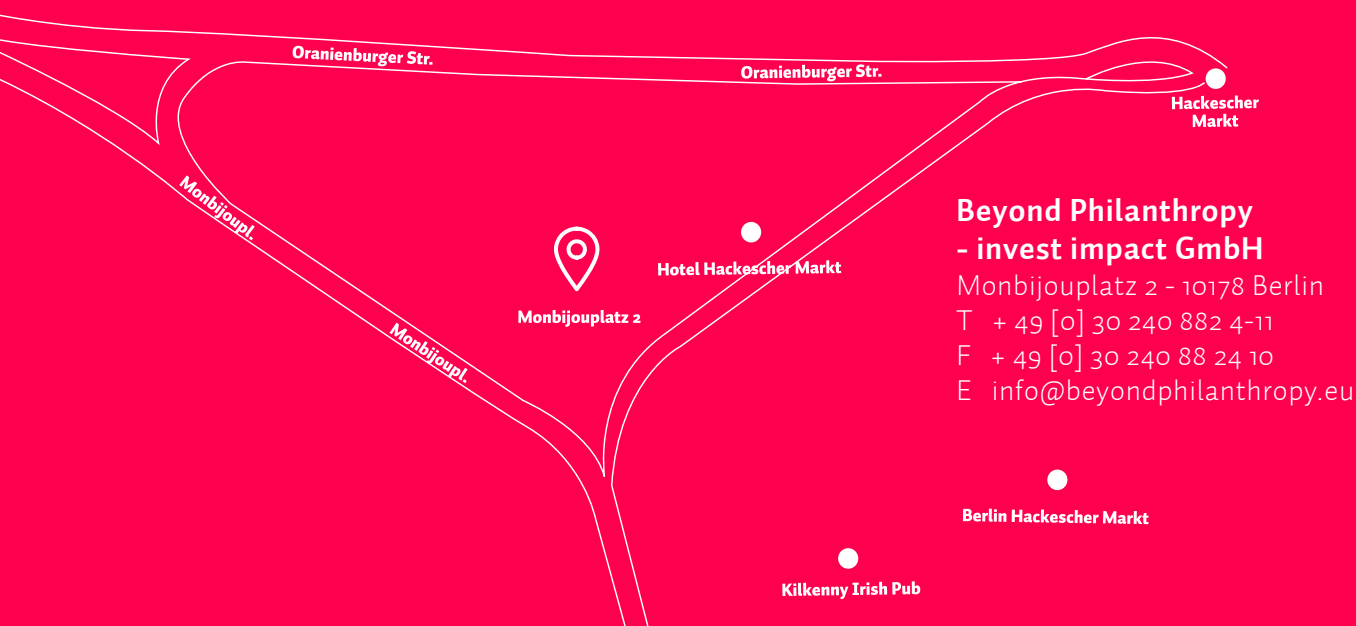 Oranienburger Str.
Oranienburger Str.
Hackescher
Markt
Monbijoupl.
Beyond Philanthropy
- invest impact GmbH
Monbijouplatz 2 - 10178 Berlin
T + 49 [0] 30 240 882 4-11
F + 49 [0] 30 240 88 24 10
E info@beyondphilanthropy.eu
Hotel Hackescher Markt
Monbijouplatz 2
Monbijoupl.
Berlin Hackescher Markt
Kilkenny Irish Pub